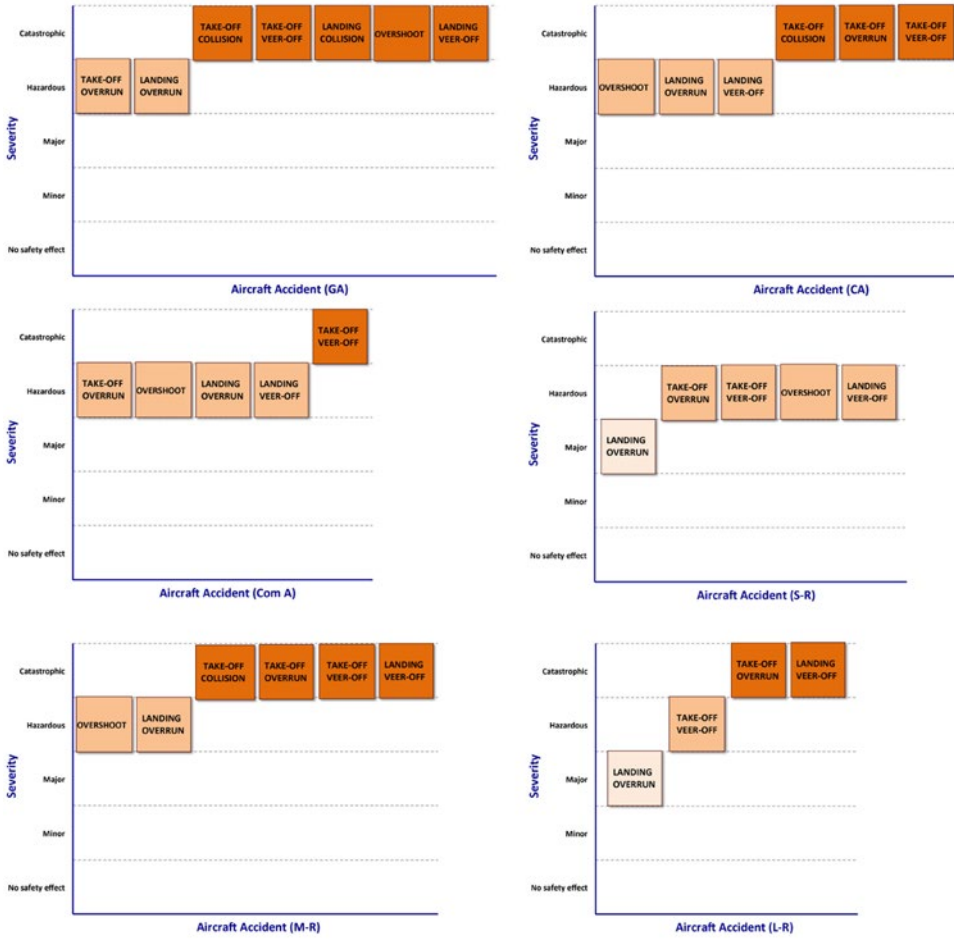 Catastrophic
TAKE-OFF
COLLISION
TAKE-OFF
VEER-OFF
LANDING
COLLISION
OVERSHOOT
LANDING
VEER-OFF
Hazardous
TAKE-OFF
OVERRUN
LANDING
OVERRUN
Severity
Major
Minor
No safety effect
Aircraft Accident (GA)
Catastrophic
TAKE-OFF
COLLISION
TAKE-OFF
OVERRUN
TAKE-OFF
VEER-OFF
Hazardous
OVERSHOOT
LANDING
OVERRUN
LANDING
VEER-OFF
Severity
Major
Minor
No safety effect
Aircraft Accident (CA)
Catastrophic
TAKE-OFF
VEER-OFF
Hazardous
TAKE-OFF
OVERRUN
OVERSHOOT
LANDING
OVERRUN
LANDING
VEER-OFF
Severity
Major
Minor
No safety effect
Aircraft Accident (Com A)
Catastrophic
Hazardous
TAKE-OFF
OVERRUN
TAKE-OFF
VEER-OFF
OVERSHOOT
LANDING
VEER-OFF
Severity
Major
LANDING
OVERRUN
Minor
No safety effect
Aircraft Accident (S-R)
Catastrophic
TAKE-OFF
COLLISION
TAKE-OFF
OVERRUN
TAKE-OFF
VEER-OFF
LANDING
VEER-OFF
Hazardous
OVERSHOOT
LANDING
OVERRUN
Severity
Major
Minor
No safety effect
Aircraft Accident (M-R)
Catastrophic
TAKE-OFF
OVERRUN
LANDING
VEER-OFF
Hazardous
TAKE-OFF
VEER-OFF
Severity
Major
LANDING
OVERRUN
Minor
No safety effect
Aircraft Accident (L-R)